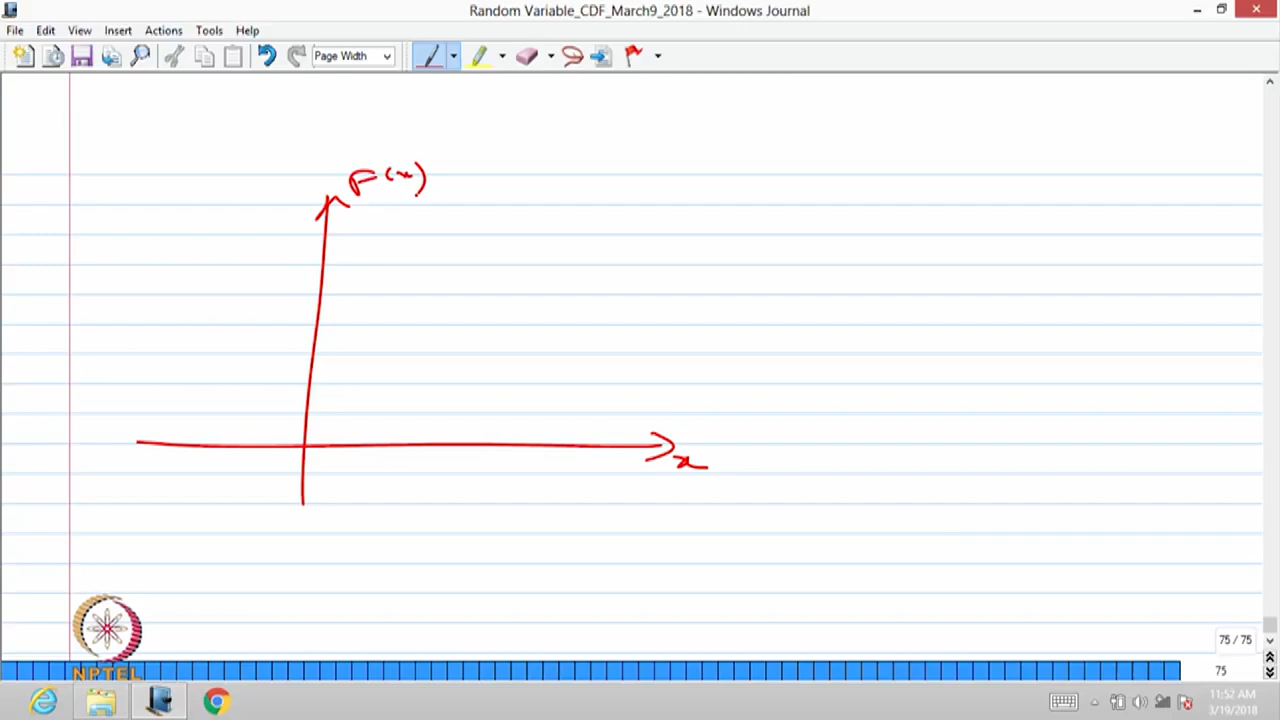 Random Variable_CDF_March9_2018 - Windows Journal
File Edit View Insert Actions Tools Help
Page Width
F(x)
x
75 / 75
NPTEL
75
11:52 AM
3/19/2018